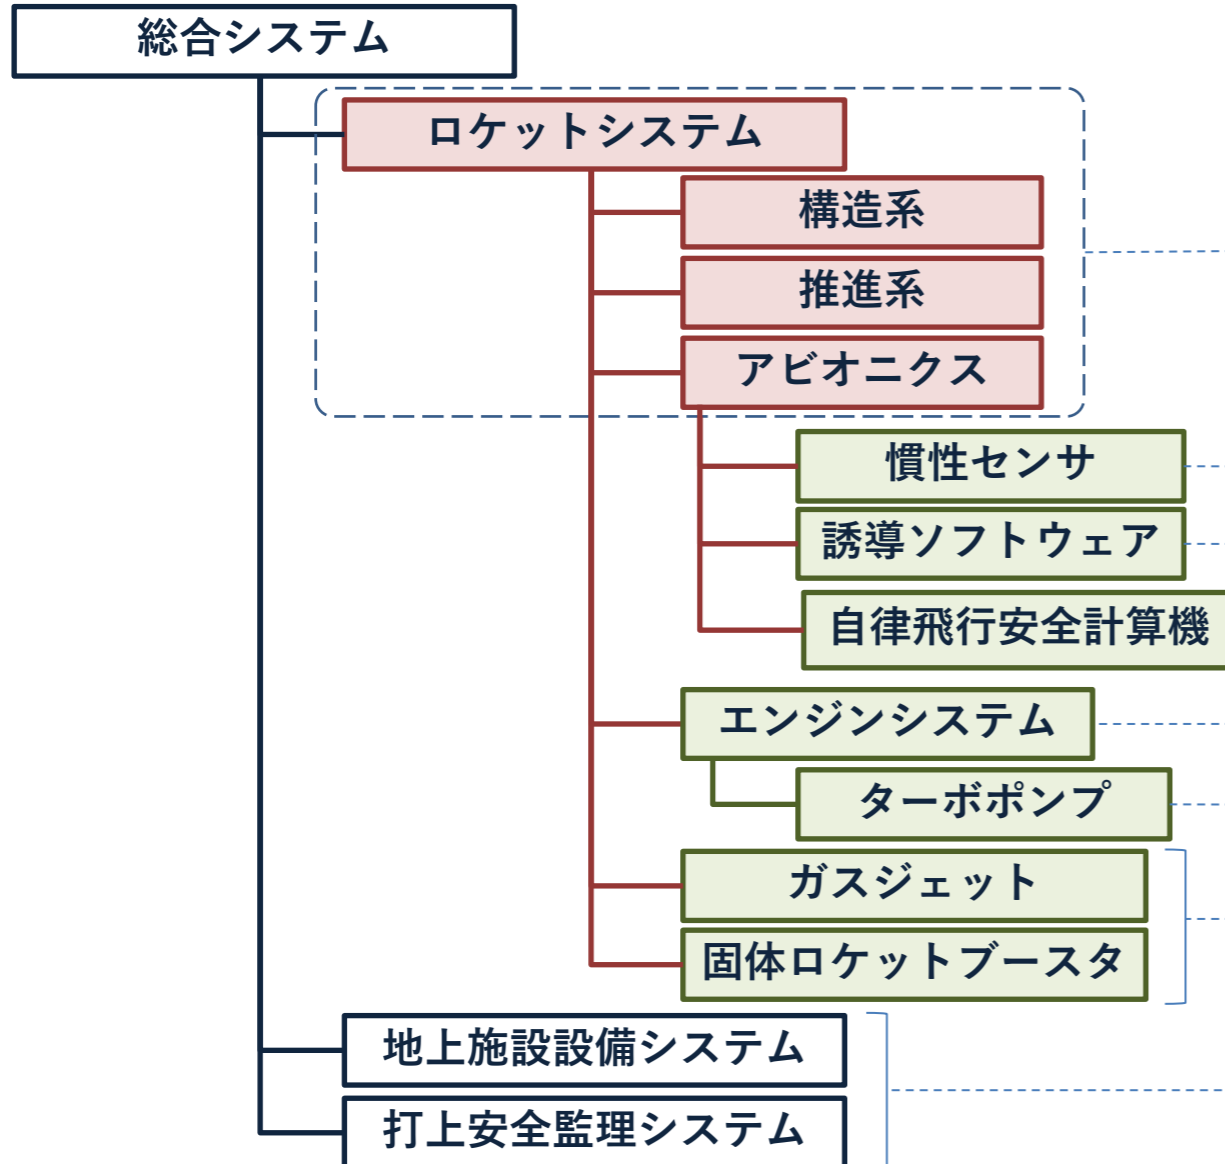 総合システム
ロケットシステム
構造系
推進系
アビオニクス
慣性センサ
誘導ソフトウェア
自律飛行安全計算機
エンジンシステム
ターボポンプ
ガスジェット
固体ロケットブースタ
地上施設設備システム
打上安全監理システム